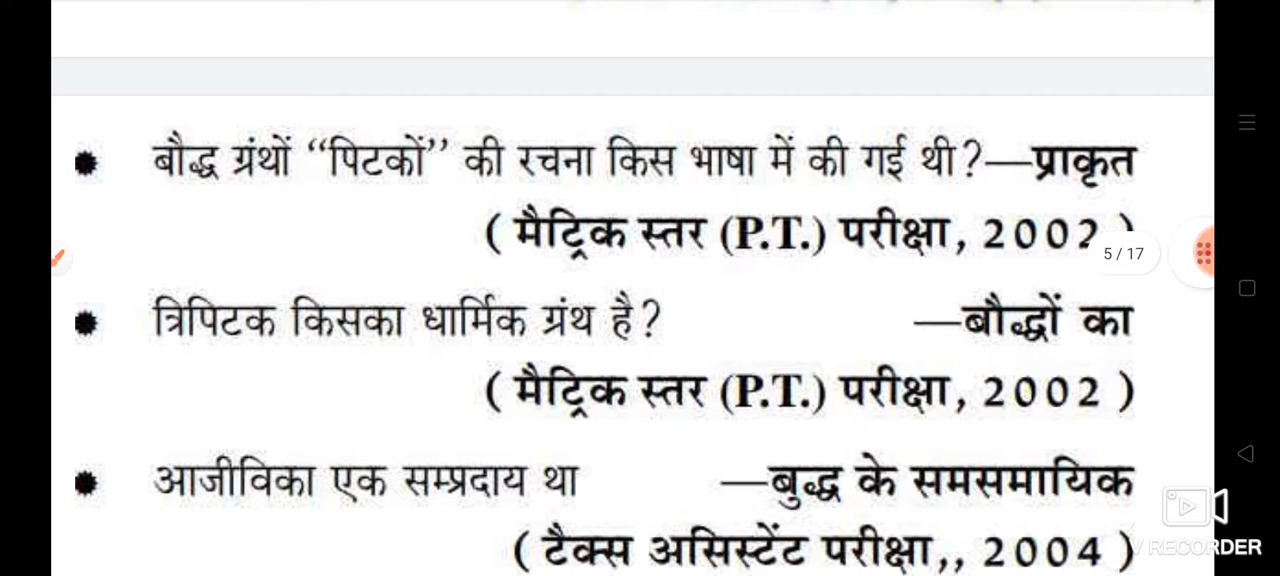 बौद्ध ग्रंथों “पिटकों” की रचना किस भाषा में की गई थी?—प्राकृत
( मैट्रिक स्तर (P.T.) परीक्षा, 2002 )
5 / 17
त्रिपिटक किसका धार्मिक ग्रंथ है? —बौद्धों का
( मैट्रिक स्तर (P.T.) परीक्षा, 2002 )
आजीविका एक सम्प्रदाय था —बुद्ध के समसमायिक
( टैक्स असिस्टेंट परीक्षा,, 2004 )
V RECORDER